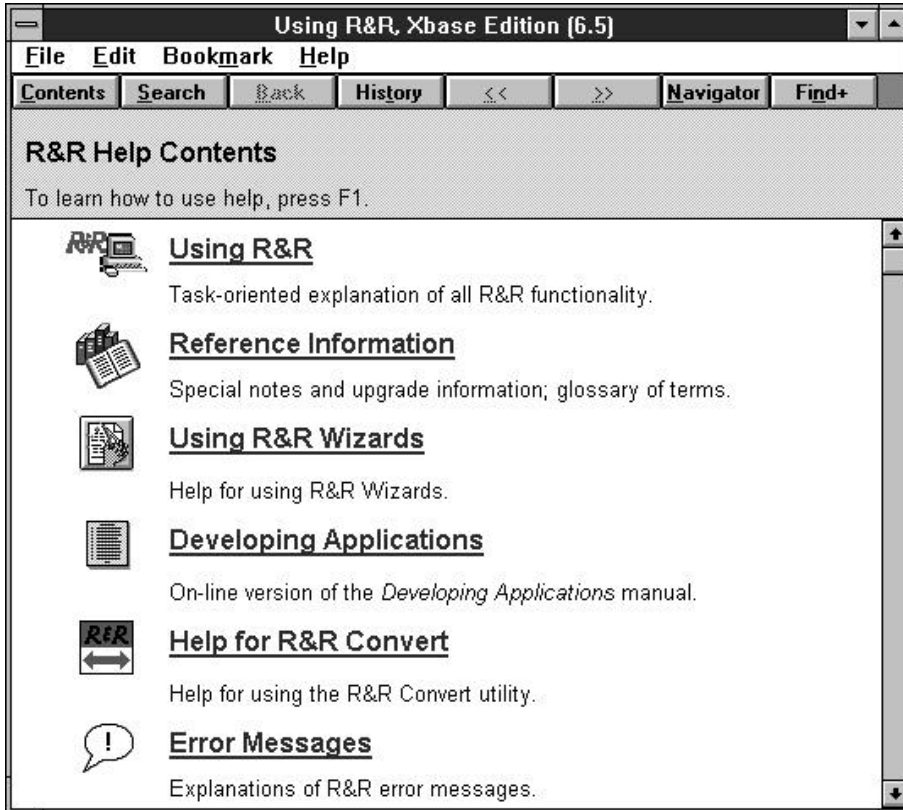 Using R&R, Xbase Edition (6.5)
File Edit Bookmark Help
Contents Search Back History << >> Navigator Find+
R&R Help Contents
To learn how to use help, press F1.
R&R
Using R&R
Task-oriented explanation of all R&R functionality.
Reference Information
Special notes and upgrade information; glossary of terms.
Using R&R Wizards
Help for using R&R Wizards.
Developing Applications
On-line version of the Developing Applications manual.
R&R
Help for R&R Convert
Help for using the R&R Convert utility.
!
Error Messages
Explanations of R&R error messages.